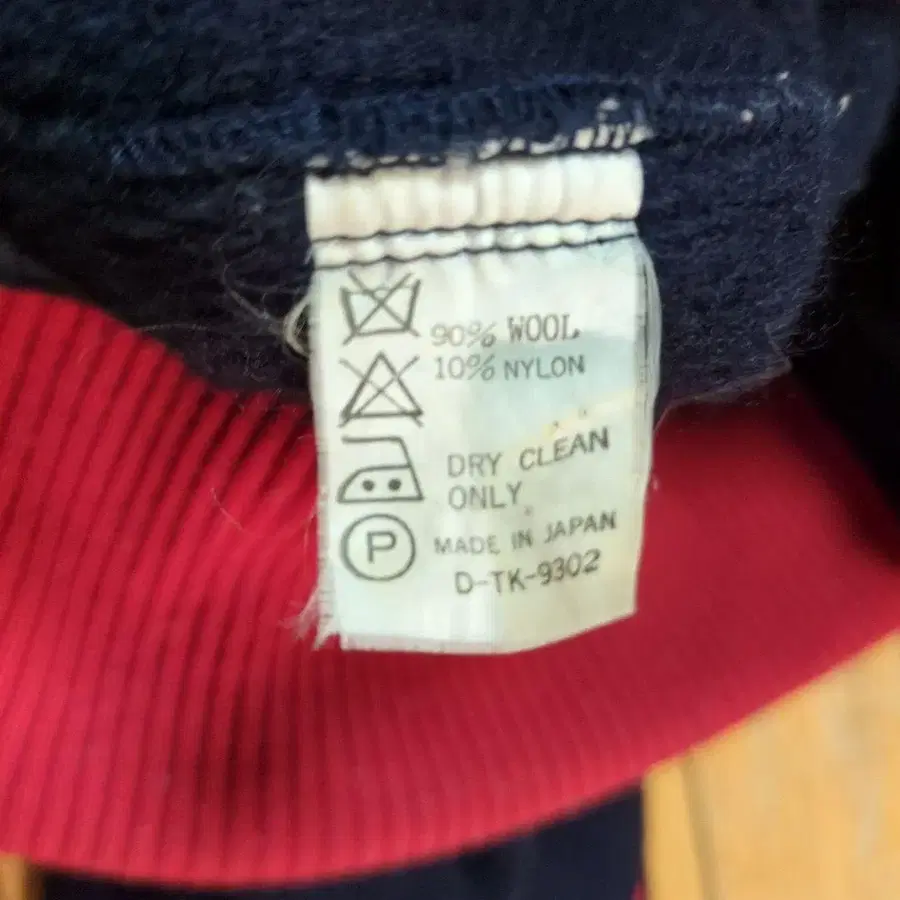 90% WOOL
10% NYLON
DRY CLEAN
ONLY
P
MADE IN JAPAN
D-TK-9302